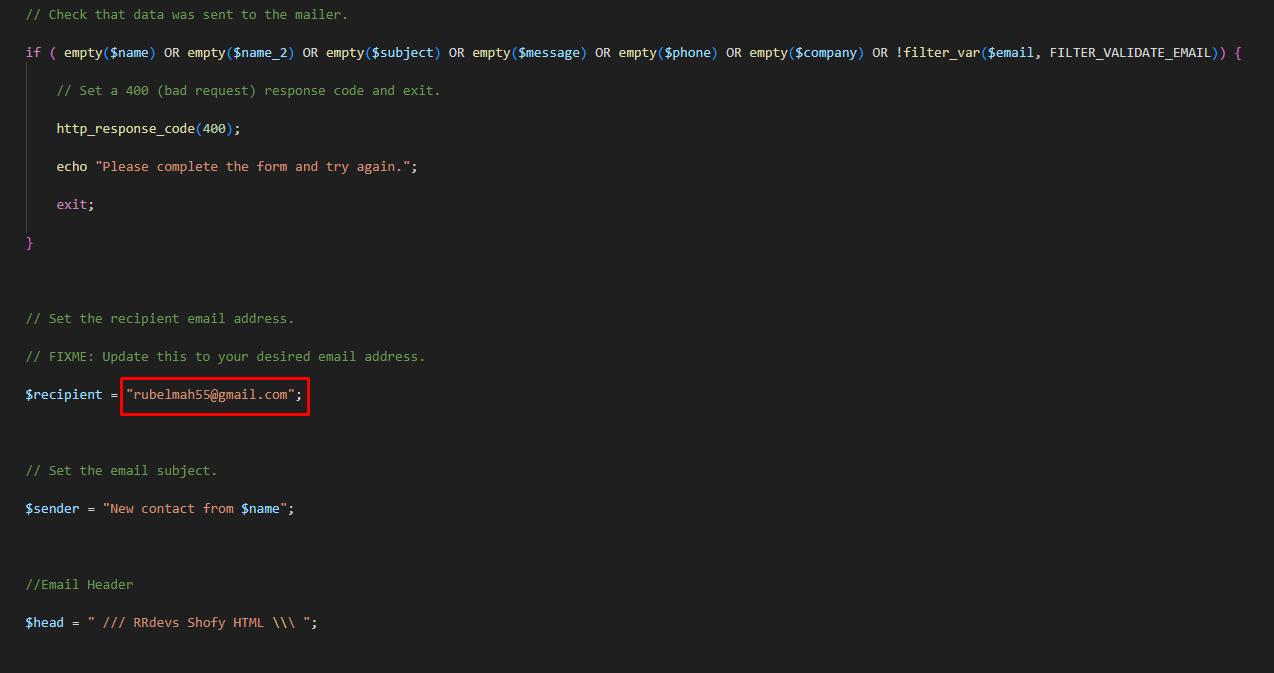 // Check that data was sent to the mailer.
if ( empty($name) OR empty($name_2) OR empty($subject) OR empty($message) OR empty($phone) OR empty($company) OR !filter_var($email, FILTER_VALIDATE_EMAIL)) {
// Set a 400 (bad request) response code and exit.
http_response_code(400);
echo "Please complete the form and try again.";
exit;
}
// Set the recipient email address.
// FIXME: Update this to your desired email address.
$recipient = "rubelmah55@gmail.com";
// Set the email subject.
$sender = "New contact from $name";
//Email Header
$head = " /// RRdevs Shofy HTML \\\ ";